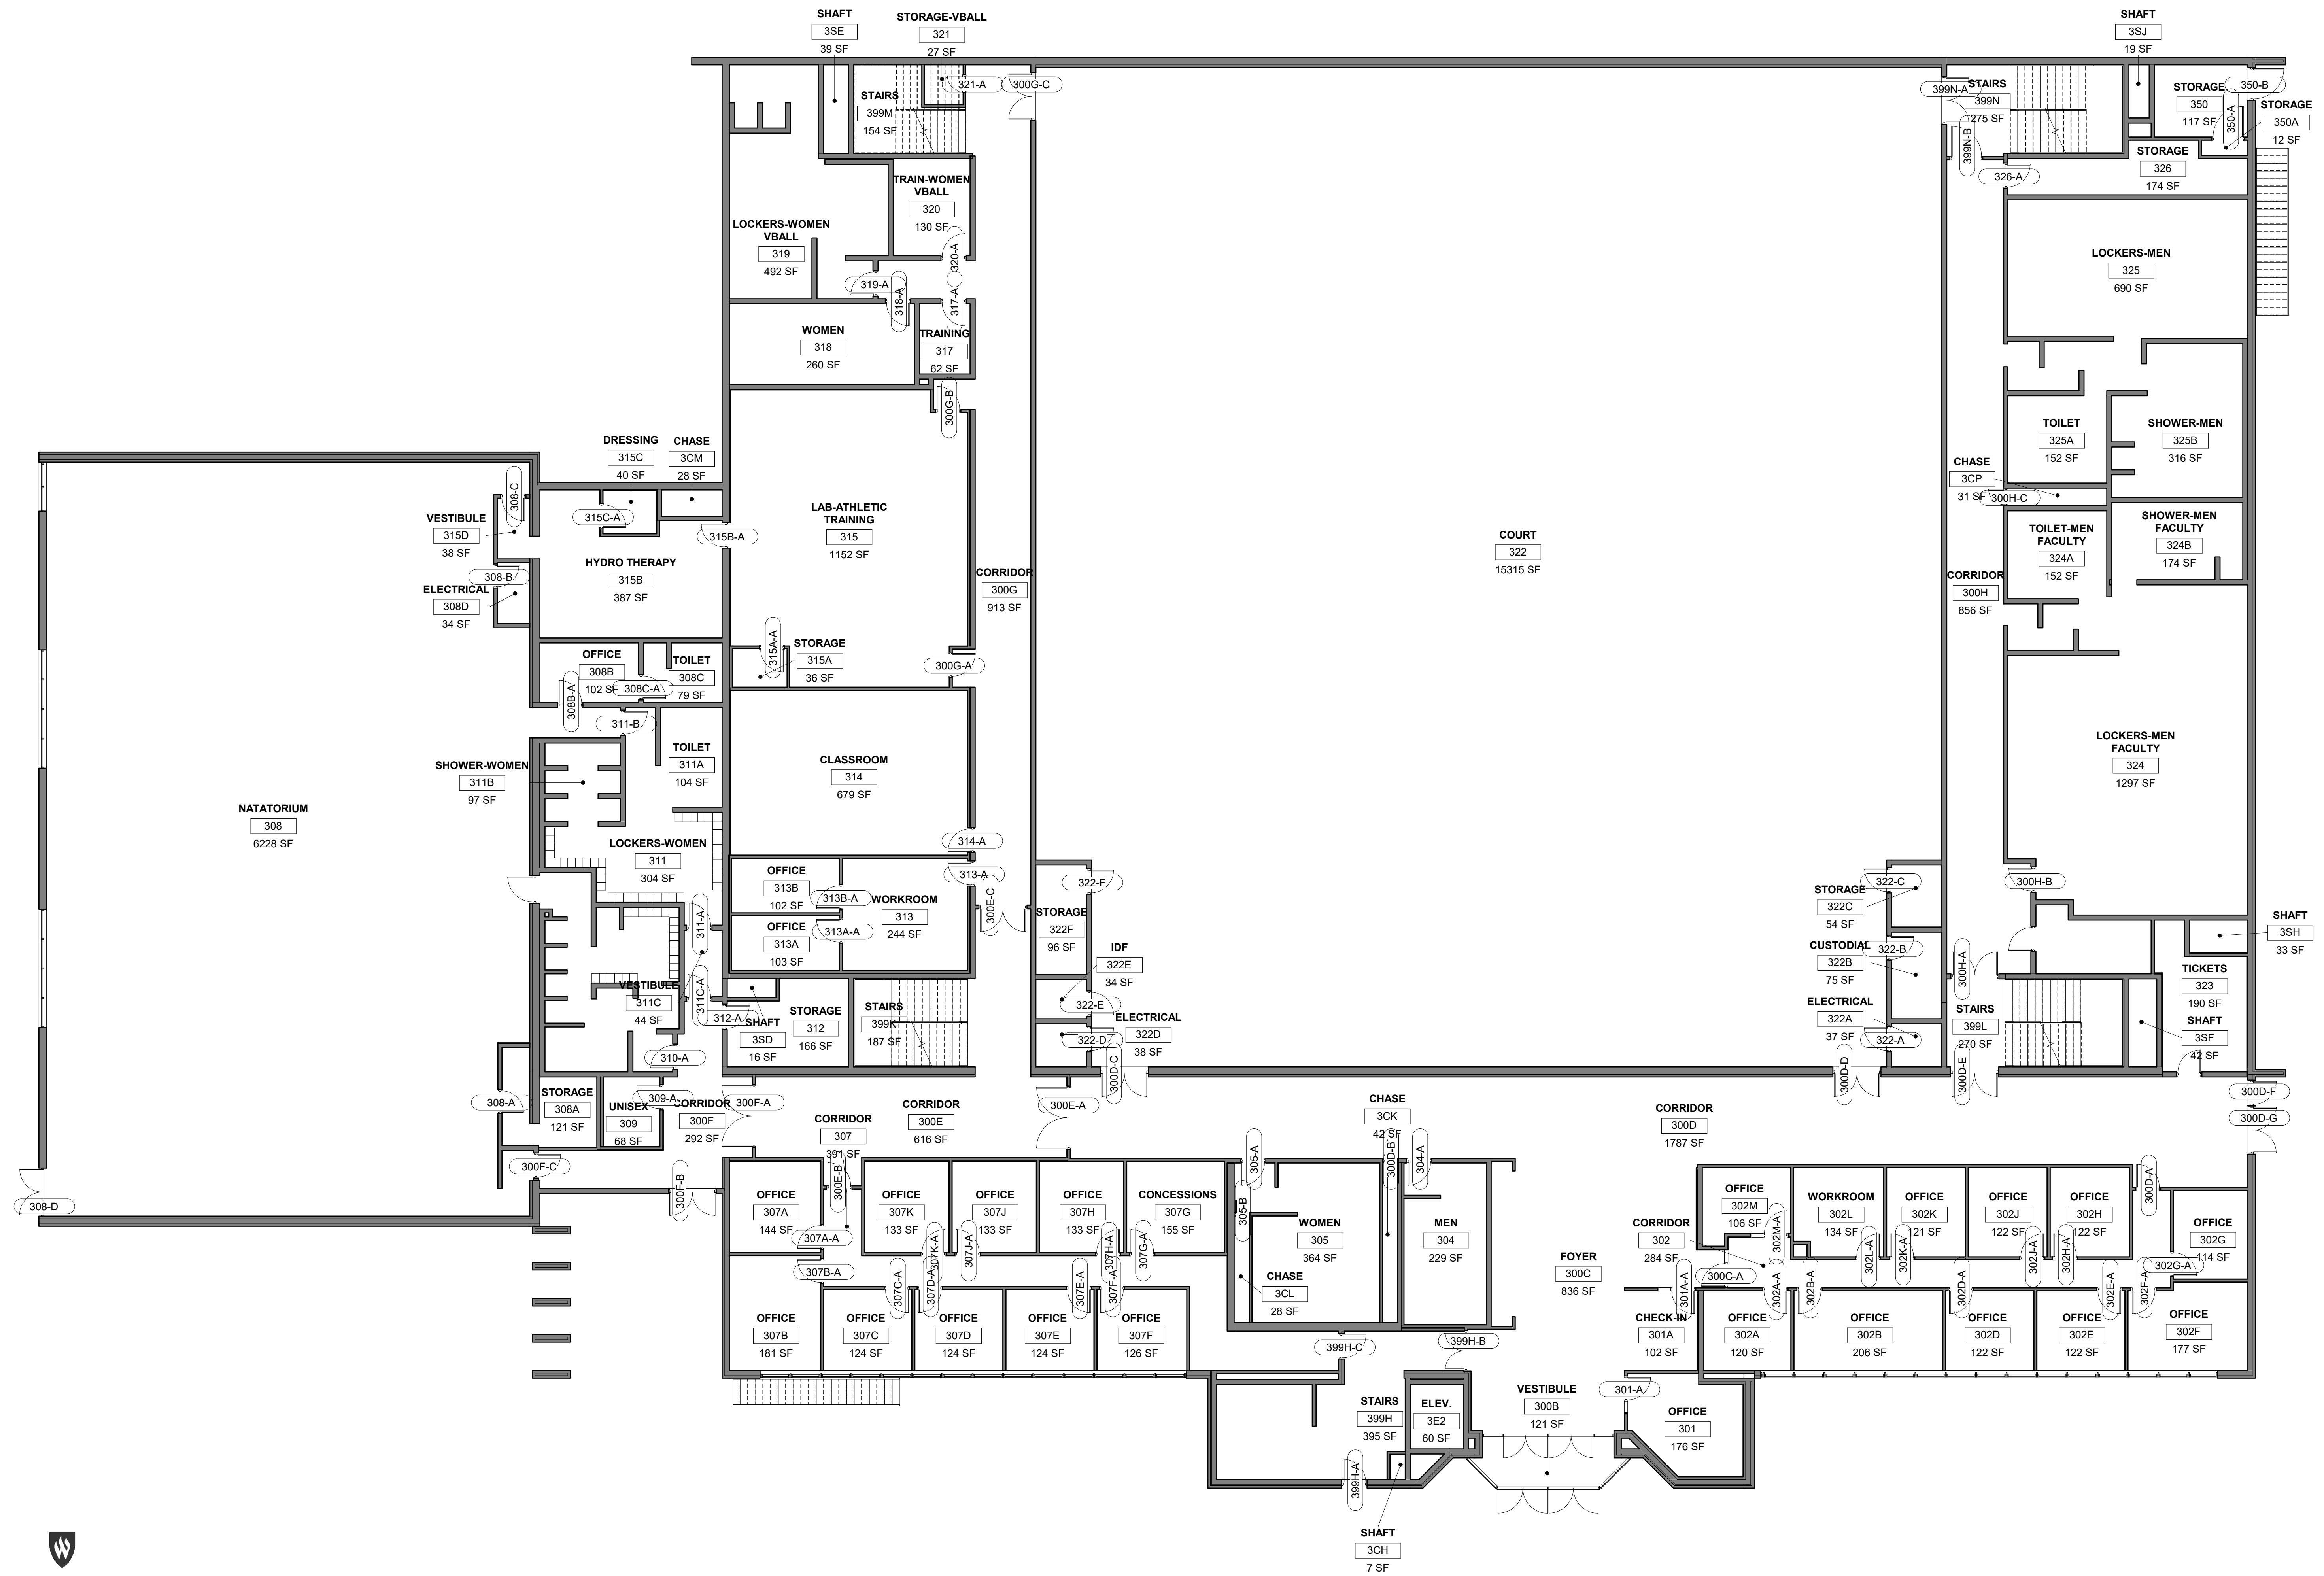 SHAFT
3SE
39 SF
STORAGE-VBALL
321
27 SF
SHAFT
3SJ
19 SF
321-A
300G-C
STAIRS
399M
154 SF
399N-A
STAIRS
399N
275 SF
399N-B
STORAGE
350
117 SF
350-A
350-B
STORAGE
350A
12 SF
STORAGE
326
174 SF
326-A
TRAIN-WOMEN
VBALL
320
130 SF
320-A
LOCKERS-WOMEN
VBALL
319
492 SF
319-A
318-A
317-A
LOCKERS-MEN
325
690 SF
WOMEN
318
260 SF
TRAINING
317
62 SF
300G-B
DRESSING
315C
40 SF
CHASE
3CM
28 SF
TOILET
325A
152 SF
SHOWER-MEN
325B
316 SF
CHASE
3CP
31 SF
300H-C
308-C
VESTIBULE
315D
38 SF
315C-A
315B-A
LAB-ATHLETIC
TRAINING
315
1152 SF
COURT
322
15315 SF
TOILET-MEN
FACULTY
324A
152 SF
SHOWER-MEN
FACULTY
324B
174 SF
308-B
ELECTRICAL
308D
34 SF
HYDRO THERAPY
315B
387 SF
CORRIDOR
300G
913 SF
CORRIDOR
300H
856 SF
OFFICE
308B
102 SF
308B-A
308C-A
TOILET
308C
79 SF
315A-A
STORAGE
315A
36 SF
300G-A
311-B
SHOWER-WOMEN
311B
97 SF
TOILET
311A
104 SF
CLASSROOM
314
679 SF
LOCKERS-MEN
FACULTY
324
1297 SF
NATATORIUM
308
6228 SF
LOCKERS-WOMEN
311
304 SF
314-A
313-A
OFFICE
313B
102 SF
313B-A
WORKROOM
313
244 SF
OFFICE
313A
103 SF
313A-A
300E-C
322-F
STORAGE
322F
96 SF
322-C
STORAGE
322C
54 SF
300H-B
CUSTODIAL
322B
75 SF
322-B
300H-A
SHAFT
3SH
33 SF
311-A
VESTIBULE
311C
44 SF
311C-A
312-A
SHAFT
3SD
16 SF
STORAGE
312
166 SF
STAIRS
399K
187 SF
IDF
322E
34 SF
322-E
ELECTRICAL
322D
38 SF
322-D
300D-C
ELECTRICAL
322A
37 SF
322-A
300D-D
STAIRS
399L
270 SF
300D-E
TICKETS
323
190 SF
SHAFT
3SF
42 SF
310-A
308-A
STORAGE
308A
121 SF
UNISEX
309
68 SF
309-A
CORRIDOR
300F
292 SF
300F-A
CORRIDOR
300E
616 SF
300E-A
CORRIDOR
307
391 SF
300E-B
CHASE
3CK
42 SF
300D-B
304-A
305-A
CORRIDOR
300D
1787 SF
300D-F
300D-G
300F-C
300F-B
308-D
OFFICE
307A
144 SF
307A-A
OFFICE
307K
133 SF
307K-A
OFFICE
307J
133 SF
307J-A
OFFICE
307H
133 SF
307H-A
CONCESSIONS
307G
155 SF
307G-A
305-B
WOMEN
305
364 SF
MEN
304
229 SF
CHASE
3CL
28 SF
FOYER
300C
836 SF
CORRIDOR
302
284 SF
OFFICE
302M
106 SF
302M-A
WORKROOM
302L
134 SF
302L-A
OFFICE
302K
121 SF
302K-A
OFFICE
302J
122 SF
302J-A
OFFICE
302H
122 SF
302H-A
300D-A
OFFICE
302G
114 SF
302G-A
307B-A
OFFICE
307B
181 SF
307C-A
OFFICE
307C
124 SF
307D-A
OFFICE
307D
124 SF
307E-A
OFFICE
307E
124 SF
307F-A
OFFICE
307F
126 SF
300C-A
301A-A
CHECK-IN
301A
102 SF
302A-A
OFFICE
302A
120 SF
302B-A
OFFICE
302B
206 SF
302D-A
OFFICE
302D
122 SF
302E-A
OFFICE
302E
122 SF
302F-A
OFFICE
302F
177 SF
399H-C
399H-B
STAIRS
399H
395 SF
ELEV.
3E2
60 SF
VESTIBULE
300B
121 SF
301-A
OFFICE
301
176 SF
399H-A
SHAFT
3CH
7 SF